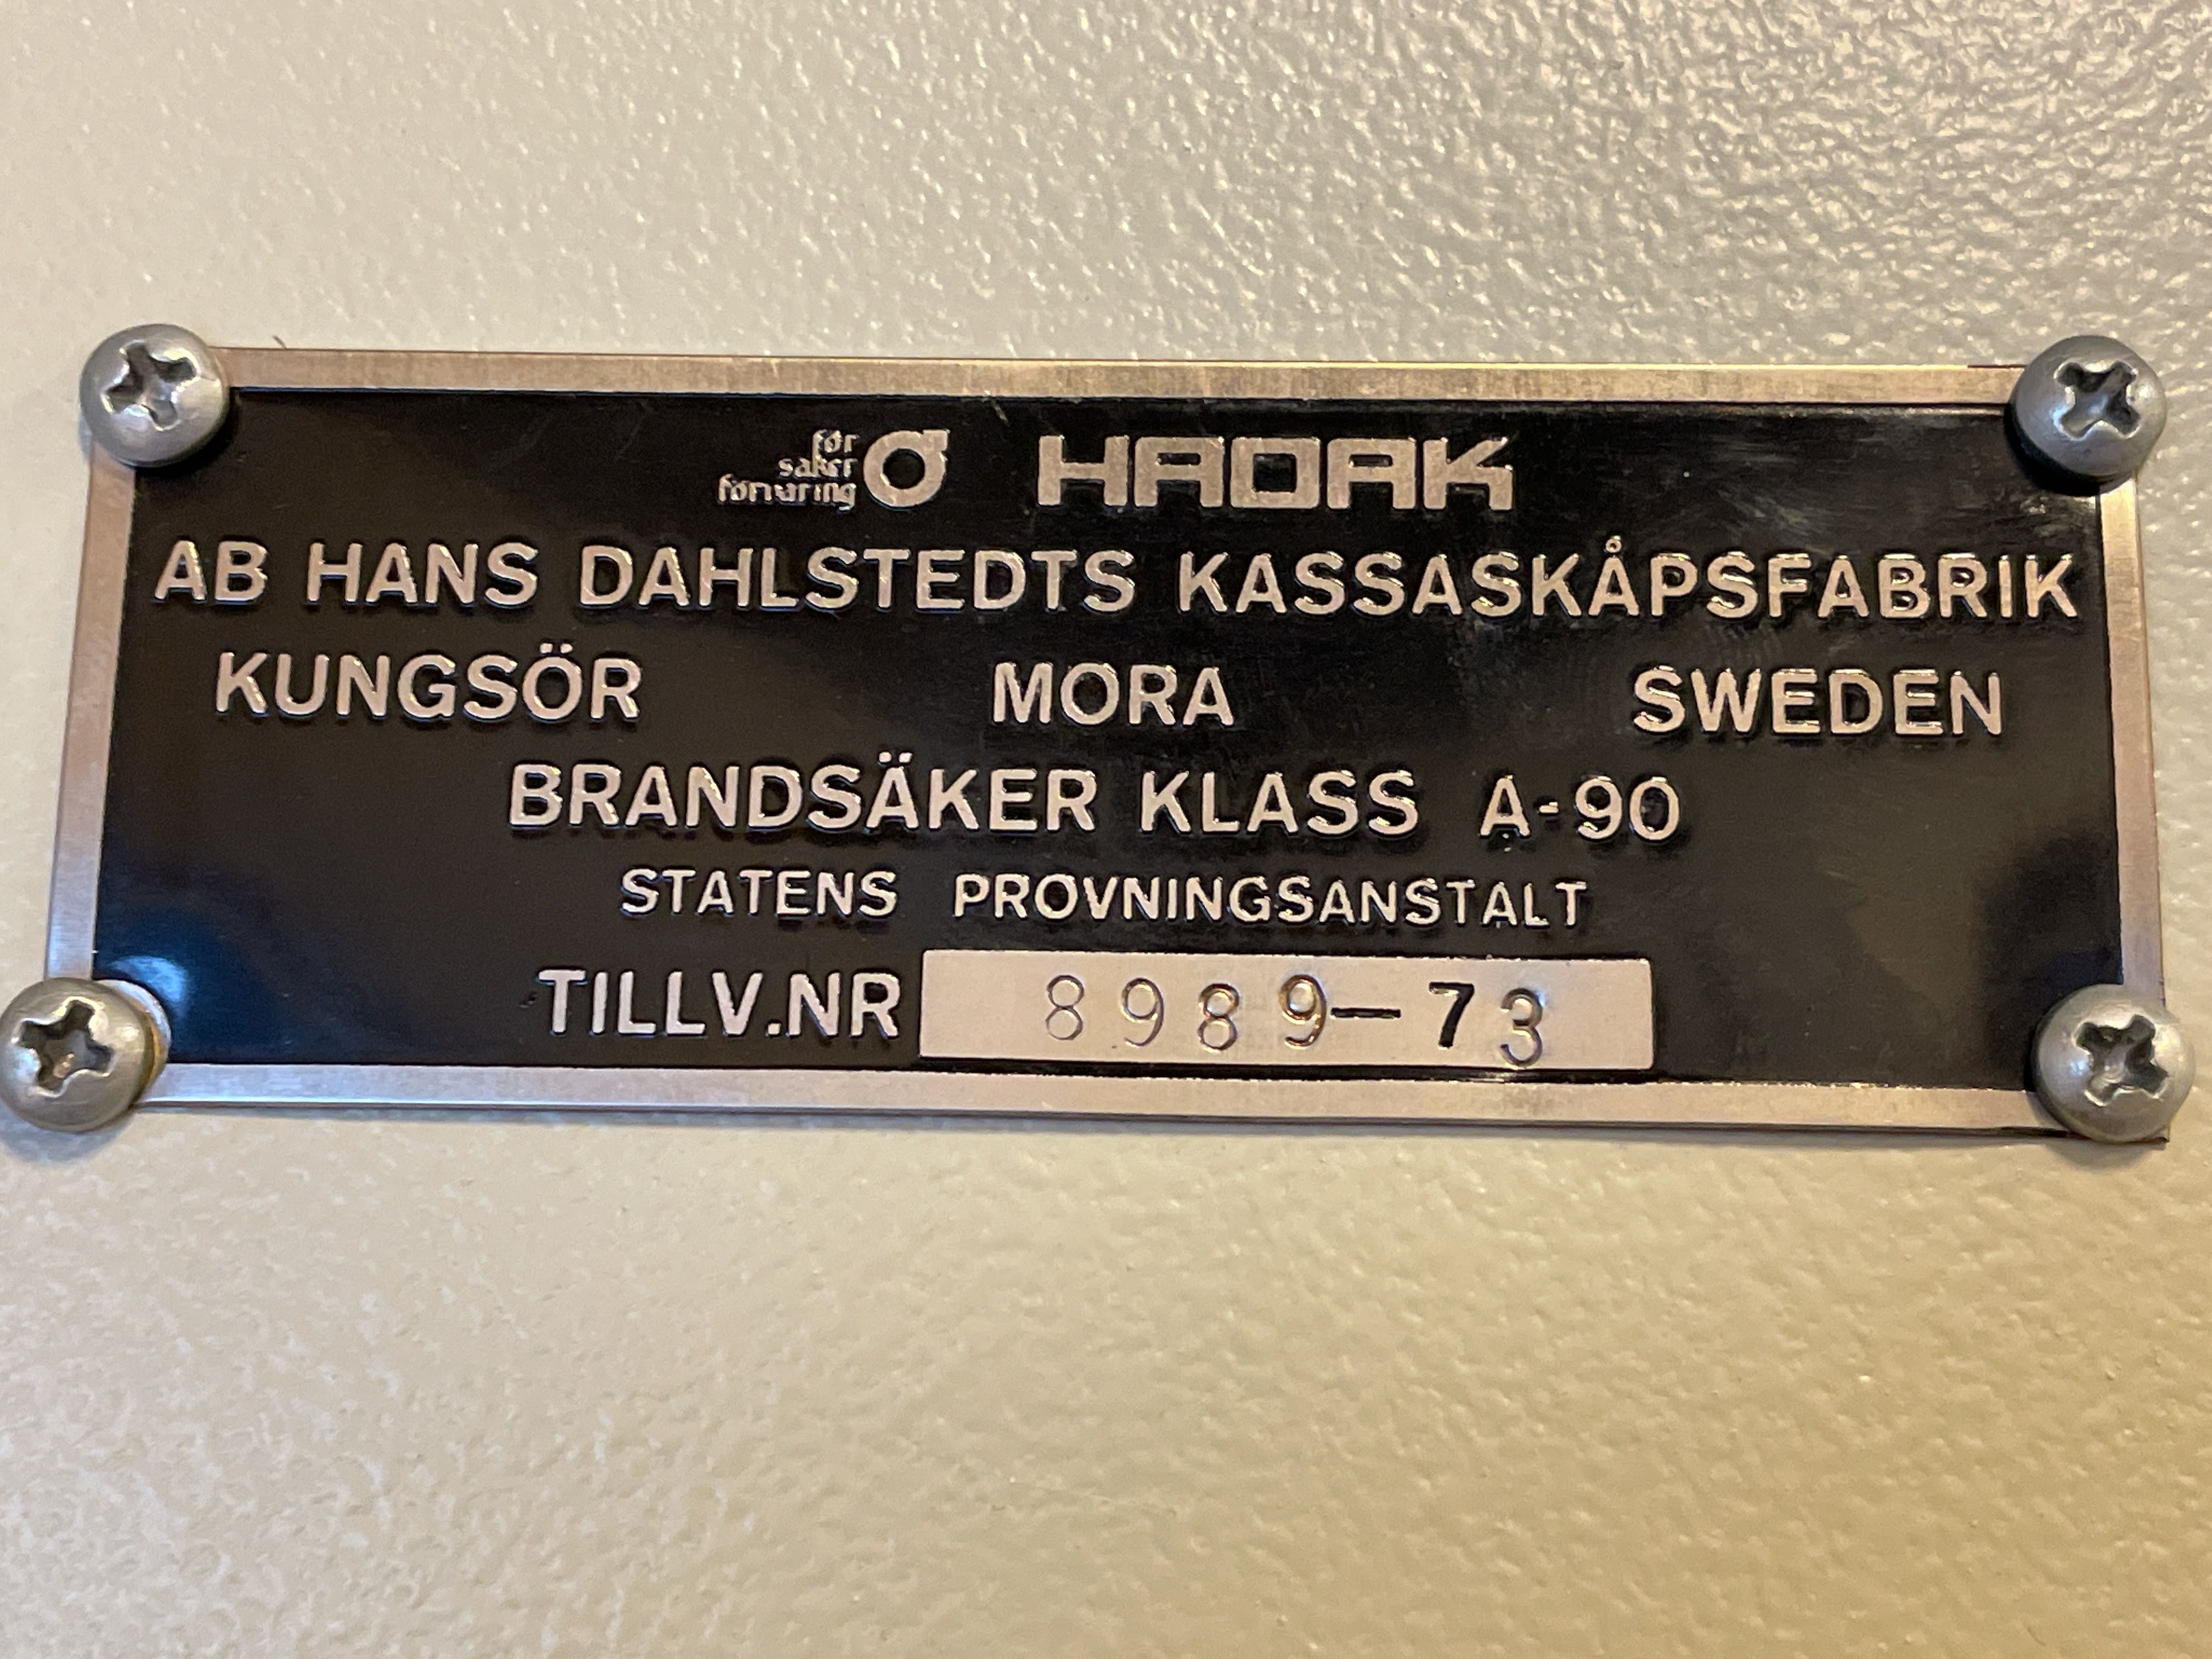 för
säker
förvaring
HADAK
AB HANS DAHLSTEDTS KASSASKÅPSFABRIK
KUNGSÖR MORA SWEDEN
BRANDSÄKER KLASS A-90
STATENS PROVNINGSANSTALT
TILLV.NR 8989-73